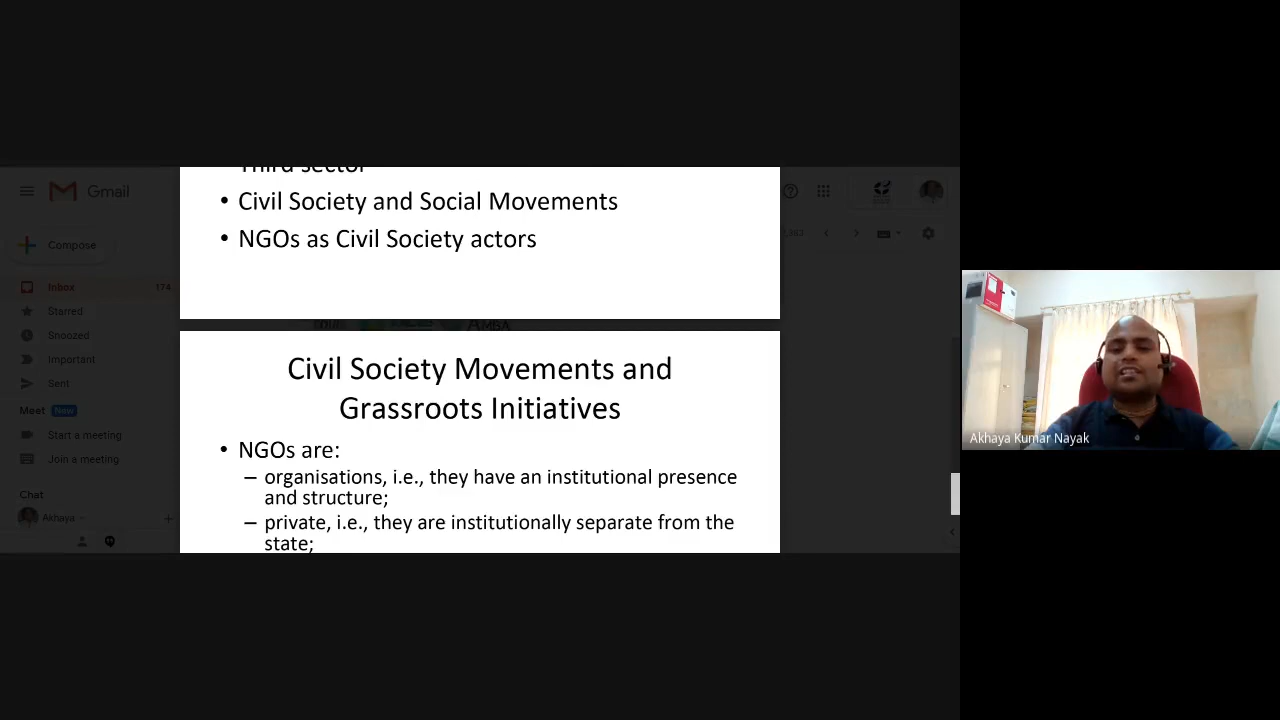 Third sector
Gmail
• Civil Society and Social Movements
• NGOs as Civil Society actors
Compose
Inbox 174
Starred
Snoozed
Important
Sent
Meet New
Start a meeting
Join a meeting
Chat
Akhaya
AMBA
Civil Society Movements and
Grassroots Initiatives
• NGOs are:
– organisations, i.e., they have an institutional presence
and structure;
– private, i.e., they are institutionally separate from the
state;
Akhaya Kumar Nayak